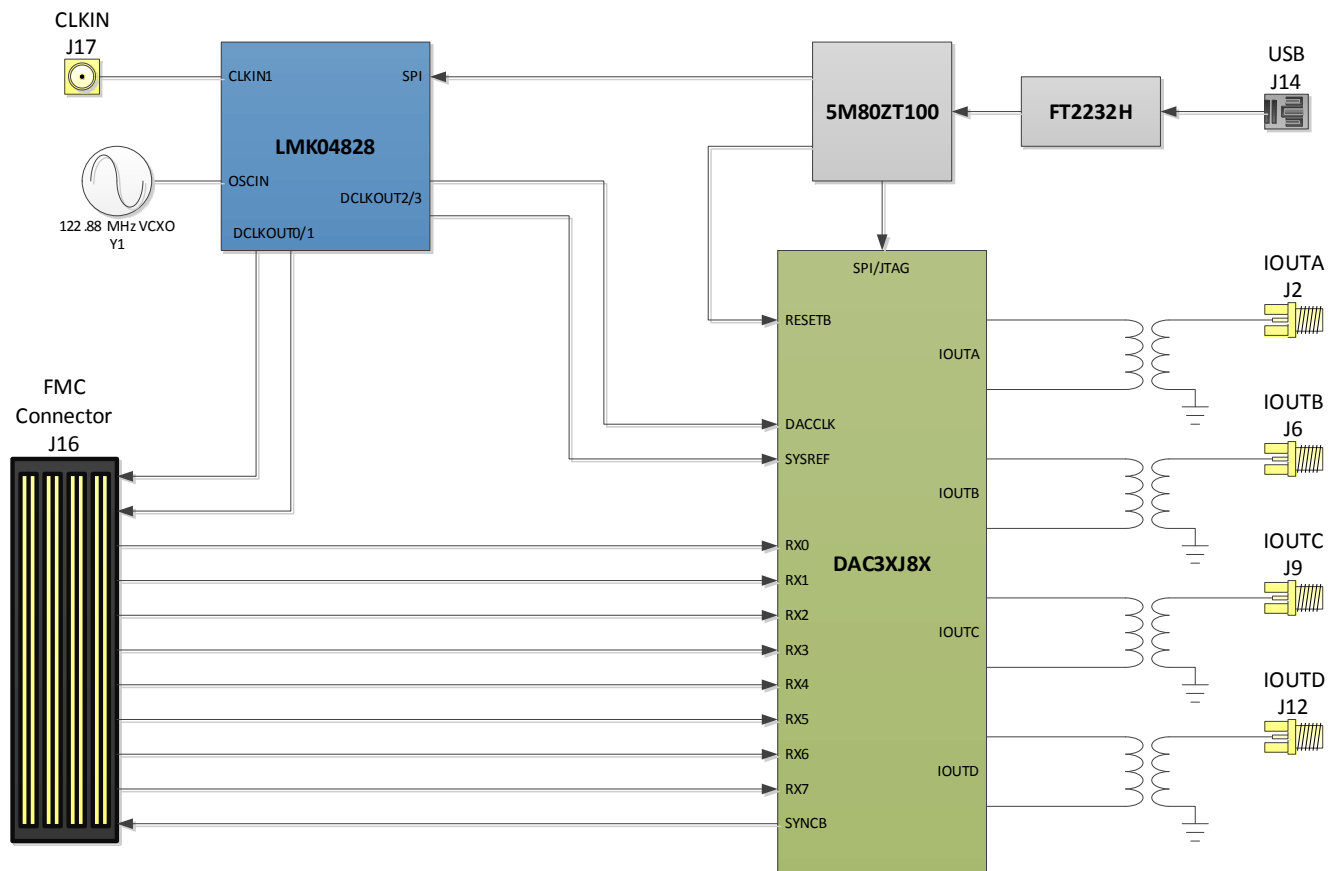 CLKIN
J17
CLKIN1
SPI
LMK04828
OSCIN
DCLKOUT2/3
DCLKOUT0/1
122.88 MHz VCXO
Y1
5M80ZT100
FT2232H
USB
J14
SPI/JTAG
RESETB
DACCLK
SYSREF
RX0
RX1
RX2
RX3
RX4
RX5
RX6
RX7
SYNCB
DAC3XJ8X
IOUTA
IOUTB
IOUTC
IOUTD
IOUTA
J2
IOUTB
J6
IOUTC
J9
IOUTD
J12
FMC
Connector
J16